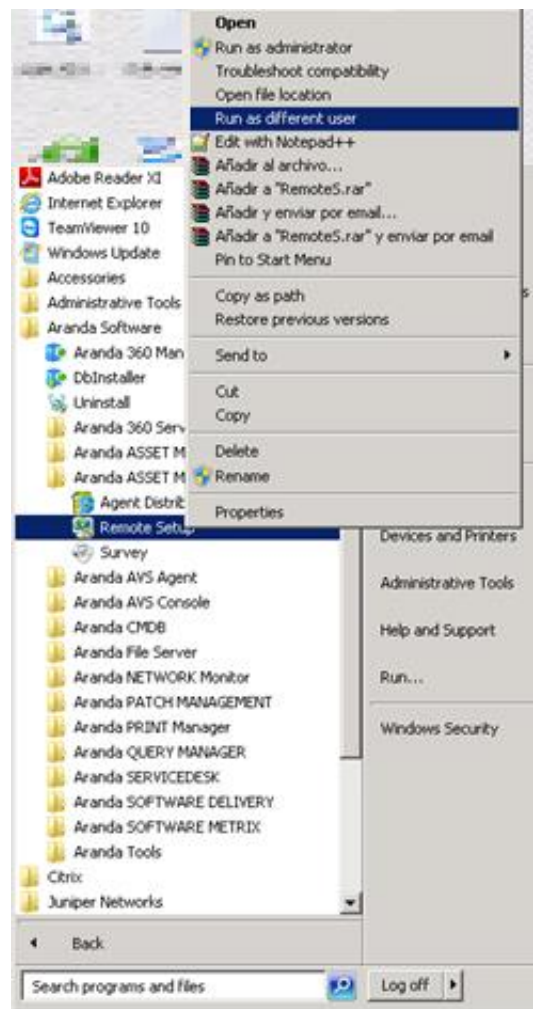 Open
Run as administrator
Troubleshoot compatibility
Open file location
Run as different user
Edit with Notepad++
Añadir al archivo...
Añadir a "RemoteS.rar"
Añadir y enviar por email...
Añadir a "RemoteS.rar" y enviar por email
Pin to Start Menu
Copy as path
Restore previous versions
Send to
Cut
Copy
Delete
Rename
Properties
Adobe Reader XI
Internet Explorer
TeamViewer 10
Windows Update
Accessories
Administrative Tools
Aranda Software
Aranda 360 Man
DbInstaller
Uninstall
Aranda 360 Serv
Aranda ASSET M
Aranda ASSET M
Agent Distrib
Remote Setup
Survey
Aranda AVS Agent
Aranda AVS Console
Aranda CMDB
Aranda File Server
Aranda NETWORK Monitor
Aranda PATCH MANAGEMENT
Aranda PRINT Manager
Aranda QUERY MANAGER
Aranda SERVICEDESK
Aranda SOFTWARE DELIVERY
Aranda SOFTWARE METRIX
Aranda Tools
Citrix
Juniper Networks
Back
Search programs and files
Devices and Printers
Administrative Tools
Help and Support
Run...
Windows Security
Log off